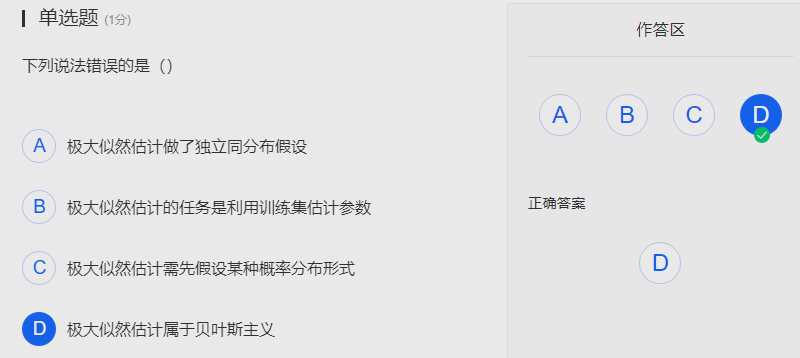 单选题 (1分)
下列说法错误的是（）
A 极大似然估计做了独立同分布假设
B 极大似然估计的任务是利用训练集估计参数
C 极大似然估计需先假设某种概率分布形式
D 极大似然估计属于贝叶斯主义
作答区
A B C D
正确答案
D